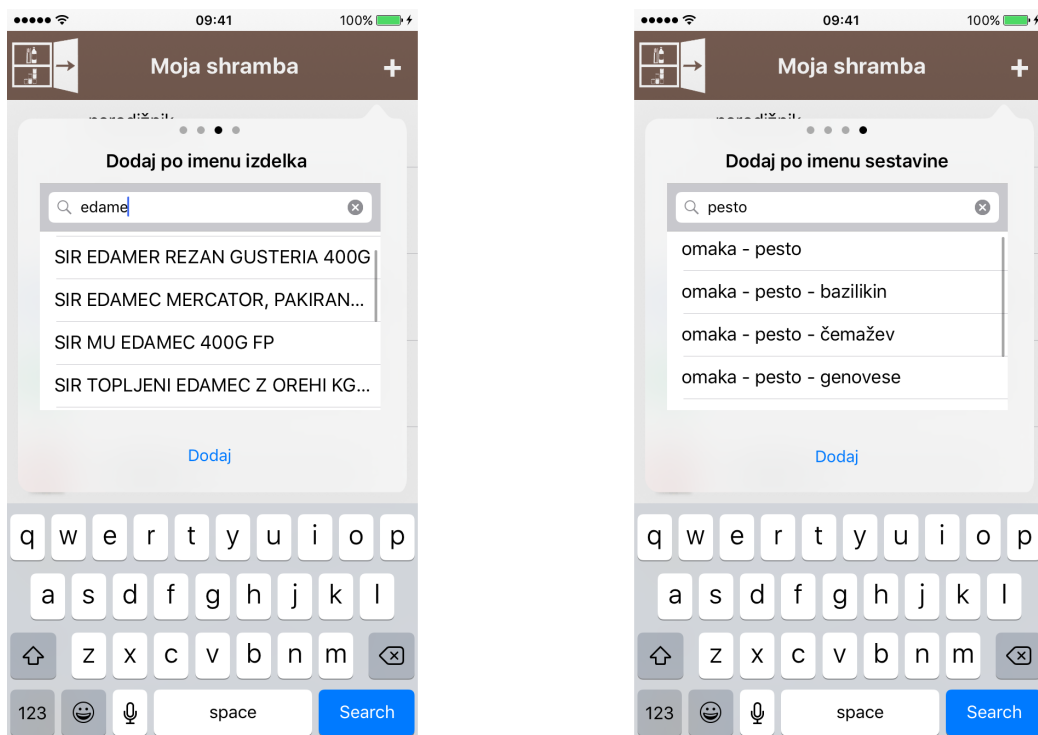 09:41
100%
Moja shramba
+
paradižnik
Dodaj po imenu izdelka
edame
SIR EDAMER REZAN GUSTERIA 400G
SIR EDAMEC MERCATOR, PAKIRAN...
SIR MU EDAMEC 400G FP
SIR TOPLJENI EDAMEC Z OREHI KG...
Dodaj
q w e r t y u i o p
a s d f g h j k l
z x c v b n m
123 space Search
09:41
100%
Moja shramba
+
paradižnik
Dodaj po imenu sestavine
pesto
omaka - pesto
omaka - pesto - bazilikin
omaka - pesto - čemažev
omaka - pesto - genovese
Dodaj
q w e r t y u i o p
a s d f g h j k l
z x c v b n m
123 space Search